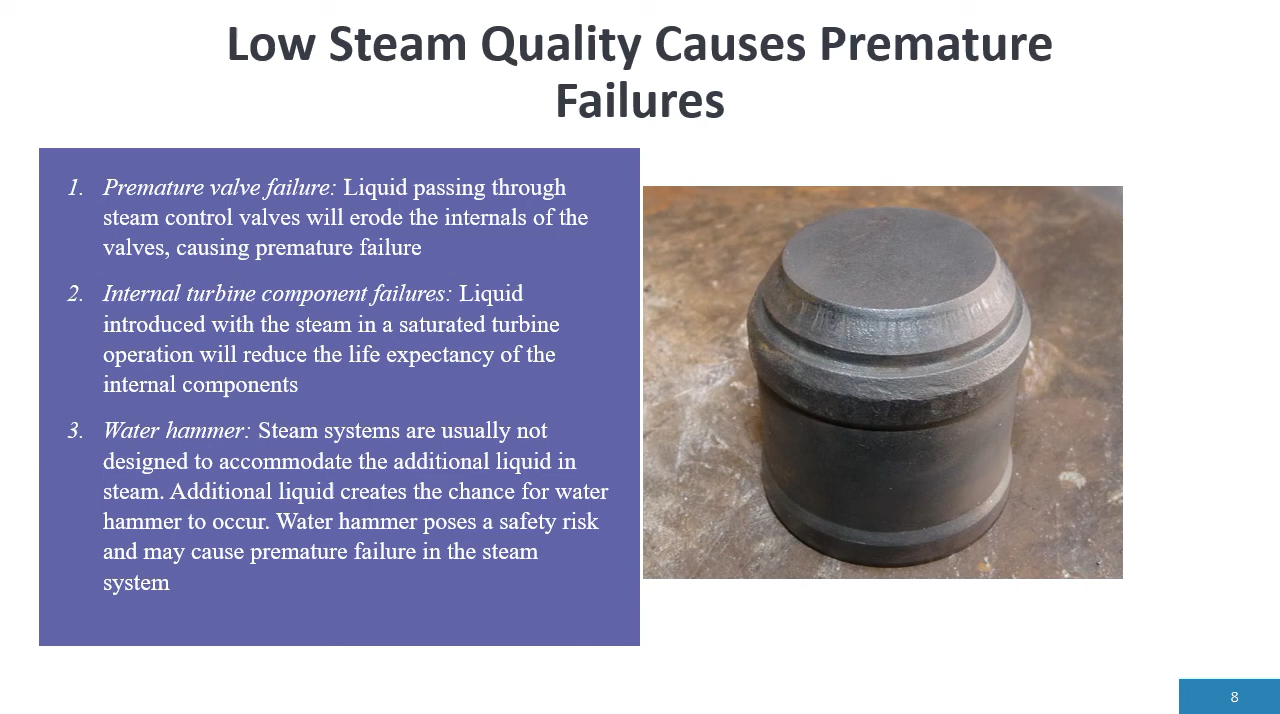 Low Steam Quality Causes Premature
Failures
1. Premature valve failure: Liquid passing through
steam control valves will erode the internals of the
valves, causing premature failure
2. Internal turbine component failures: Liquid
introduced with the steam in a saturated turbine
operation will reduce the life expectancy of the
internal components
3. Water hammer: Steam systems are usually not
designed to accommodate the additional liquid in
steam. Additional liquid creates the chance for water
hammer to occur. Water hammer poses a safety risk
and may cause premature failure in the steam
system
8